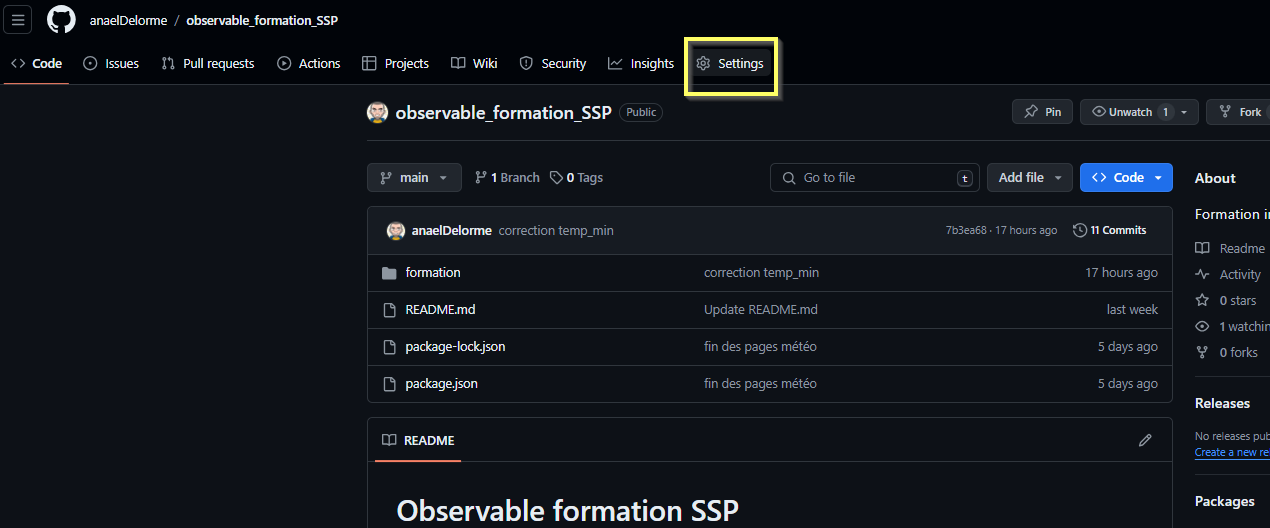 anaelDelorme / observable_formation_SSP
Code Issues Pull requests Actions Projects Wiki Security Insights Settings
observable_formation_SSP Public
Pin Unwatch 1 Fork
main 1 Branch 0 Tags Go to file t Add file Code
anaelDelorme correction temp_min 7b3ea68 · 17 hours ago 11 Commits
formation correction temp_min 17 hours ago
README.md Update README.md last week
package-lock.json fin des pages météo 5 days ago
package.json fin des pages météo 5 days ago
README
Observable formation SSP
About
Formation
Readme
Activity
0 stars
1 watchin
0 forks
Releases
No releases pub
Create a new re
Packages